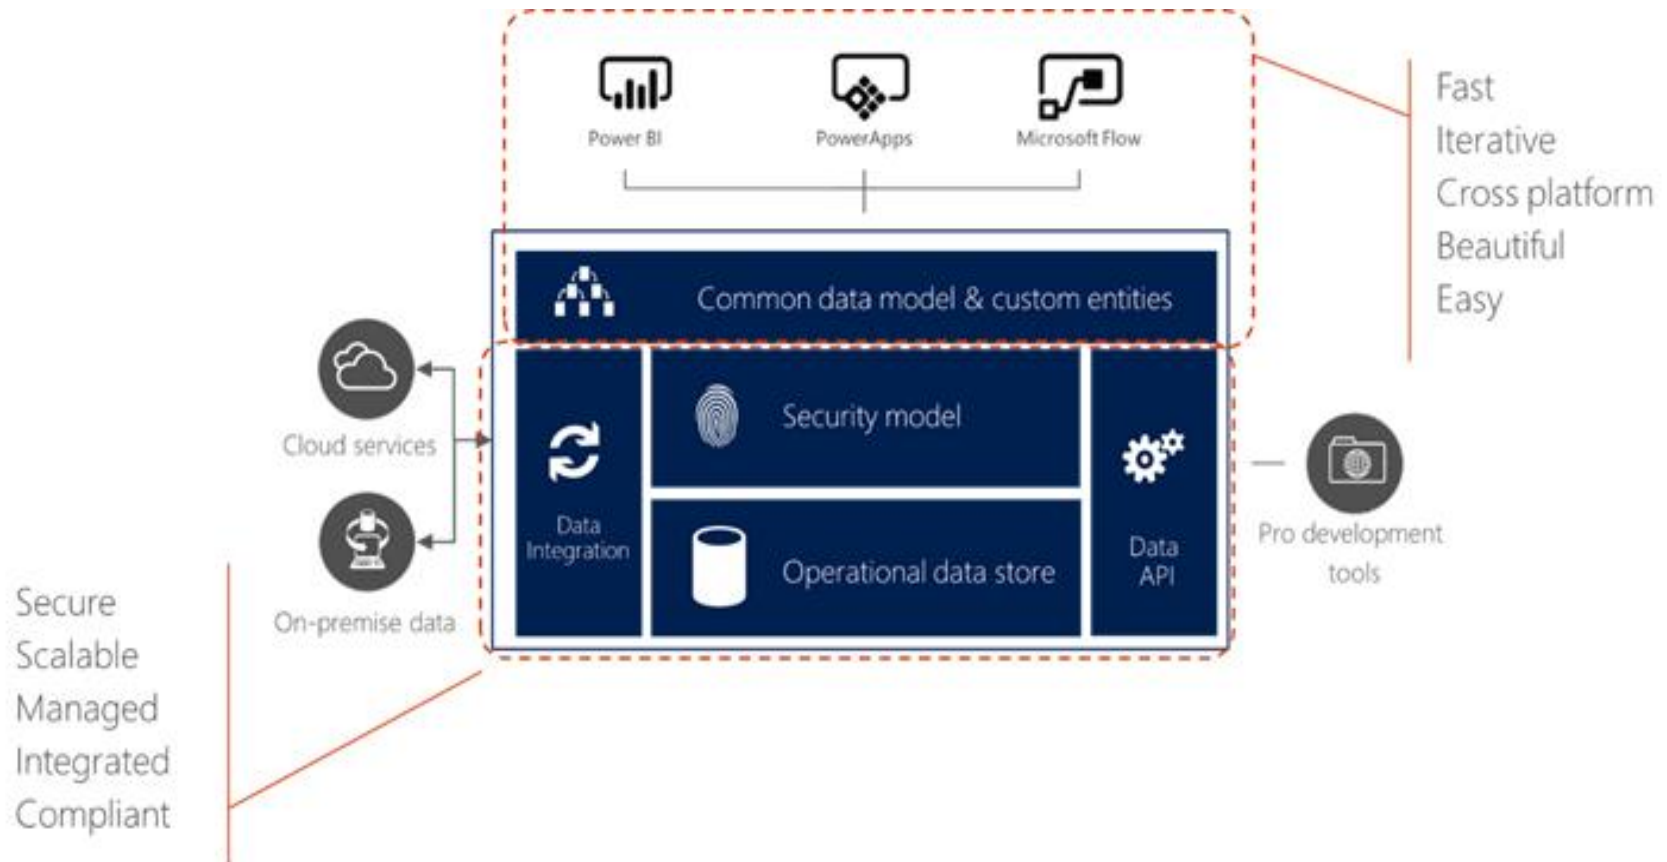 Power BI
PowerApps
Microsoft Flow
Fast
Iterative
Cross platform
Beautiful
Easy
Common data model & custom entities
Cloud services
On-premise data
Data
Integration
Security model
Operational data store
Data
API
Pro development
tools
Secure
Scalable
Managed
Integrated
Compliant